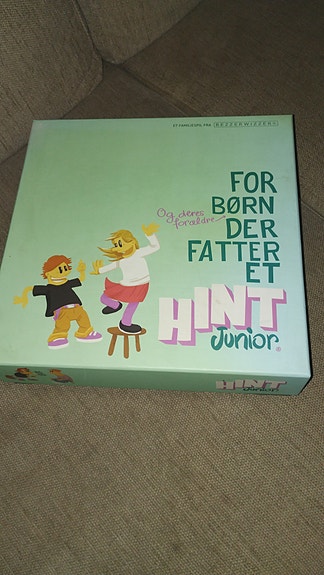 ET FAMILIESPIL FRA BEZZERWIZZER®
FOR
BØRN
Og deres
forældre
DER
FATTER
ET
HINT
Junior®
HINT
Junior